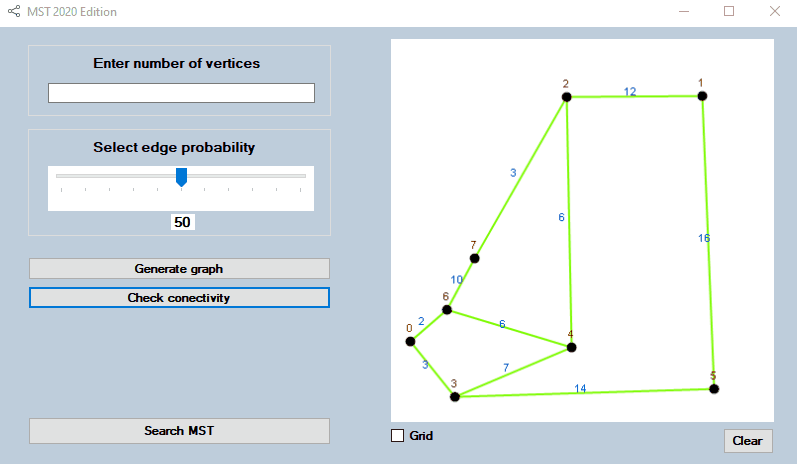 MST 2020 Edition
Enter number of vertices
Select edge probability
50
Generate graph
Check conectivity
Search MST
2
12
1
3
6
16
7
10
6
2
6
0
4
3
7
3
14
5
Grid
Clear